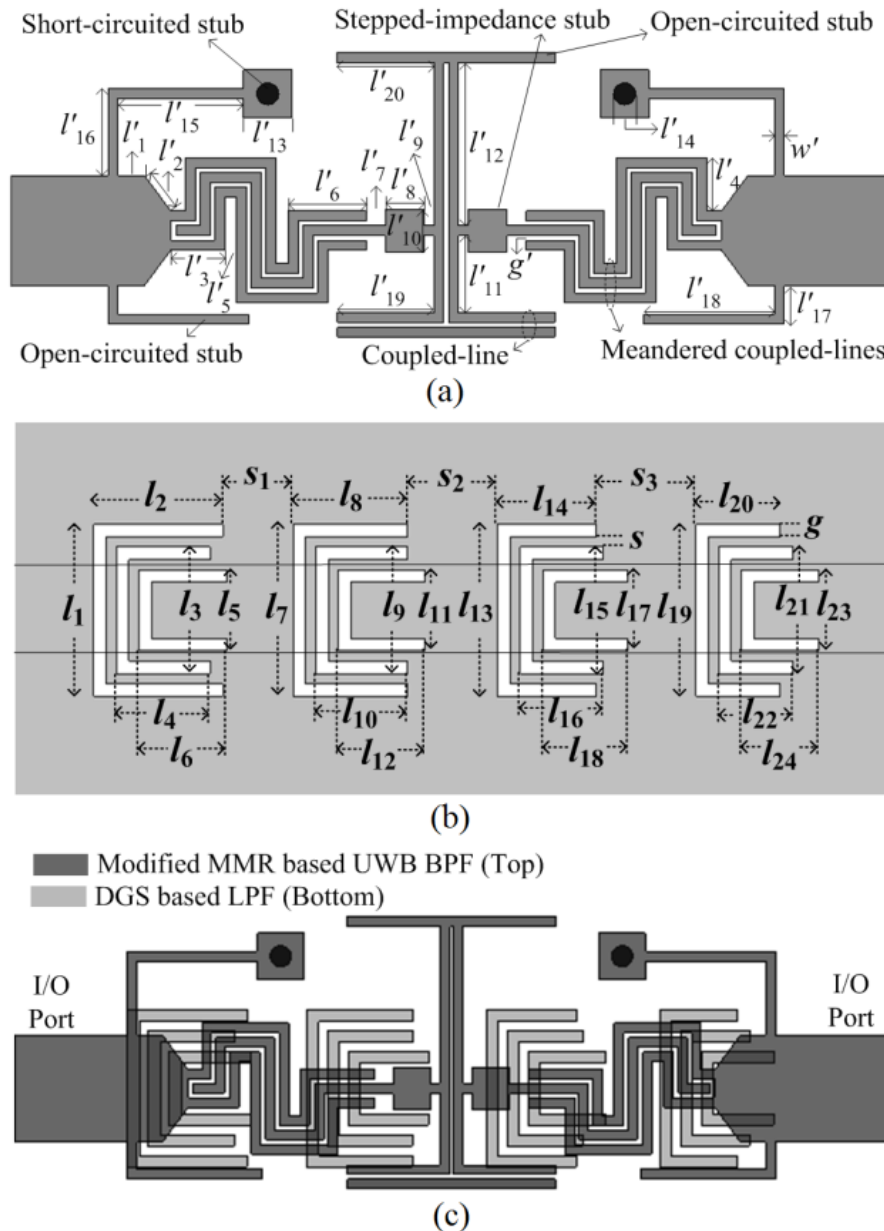 Short-circuited stub
Stepped-impedance stub
Open-circuited stub
l'20
l'16
l'15
l'13
l'1
l'2
l'9
l'12
l'7
l'8
l'6
l'10
l'14
w'
l'4
l'3
l'5
g'
l'19
l'11
l'18
l'17
Open-circuited stub
Coupled-line
Meandered coupled-lines
(a)
l2
s1
l8
s2
l14
s3
l20
g
s
l1
l3
l5
l7
l9
l11
l13
l15
l17
l19
l21
l23
l4
l10
l16
l22
l6
l12
l18
l24
(b)
Modified MMR based UWB BPF (Top)
DGS based LPF (Bottom)
I/O
Port
I/O
Port
(c)